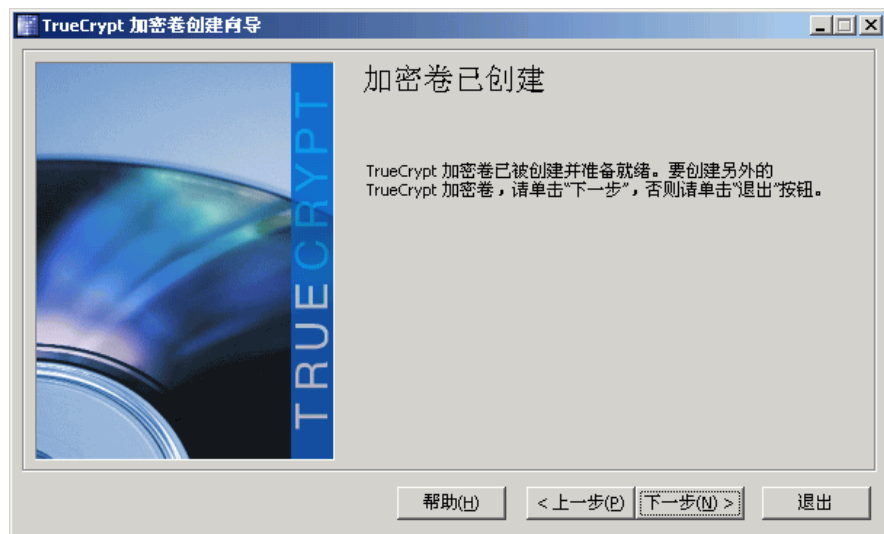 TrueCrypt 加密卷创建向导
加密卷已创建
TRUECRYPT
TrueCrypt 加密卷已被创建并准备就绪。要创建另外的
TrueCrypt 加密卷，请单击“下一步”，否则请单击“退出”按钮。
帮助(H)
<上一步(P)
下一步(N) >
退出